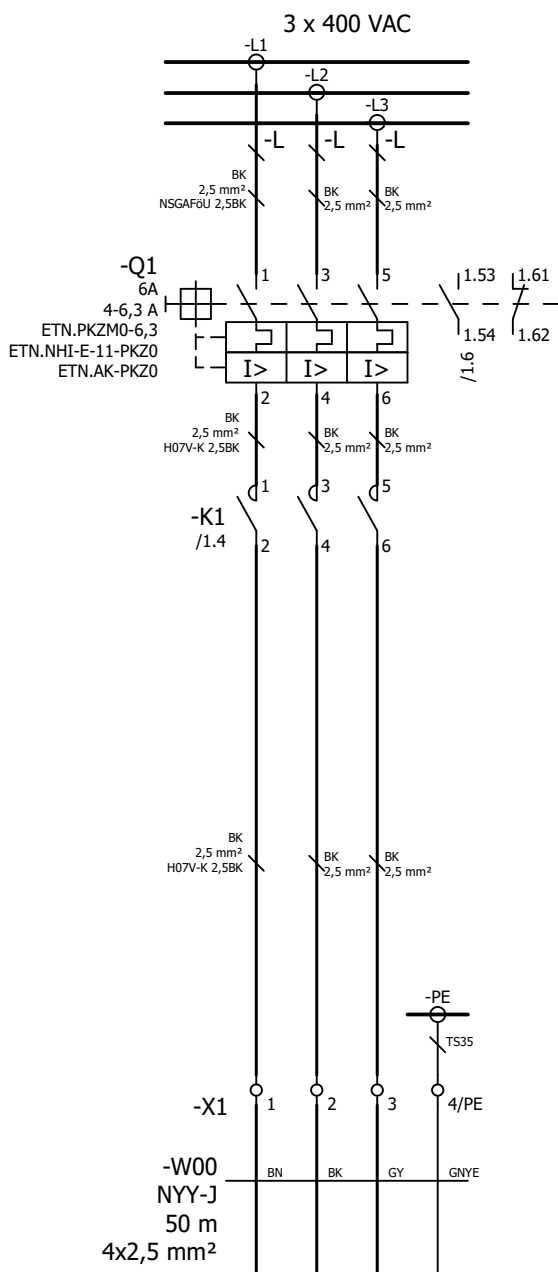 3 x 400 VAC
-L1
-L2
-L3
-L
-L
-L
BK
2,5 mm²
NSGAFöU 2,5BK
BK
2,5 mm²
BK
2,5 mm²
-Q1
6A
4-6,3 A
ETN.PKZM0-6,3
ETN.NHI-E-11-PKZ0
ETN.AK-PKZ0
1
3
5
1.53
1.61
1.54
1.62
/1.6
I>
I>
I>
2
4
6
BK
2,5 mm²
H07V-K 2,5BK
BK
2,5 mm²
BK
2,5 mm²
-K1
/1.4
1
3
5
2
4
6
BK
2,5 mm²
H07V-K 2,5BK
BK
2,5 mm²
BK
2,5 mm²
-PE
TS35
-X1
1
2
3
4/PE
-W00
NYY-J
50 m
4x2,5 mm²
BN
BK
GY
GNYE